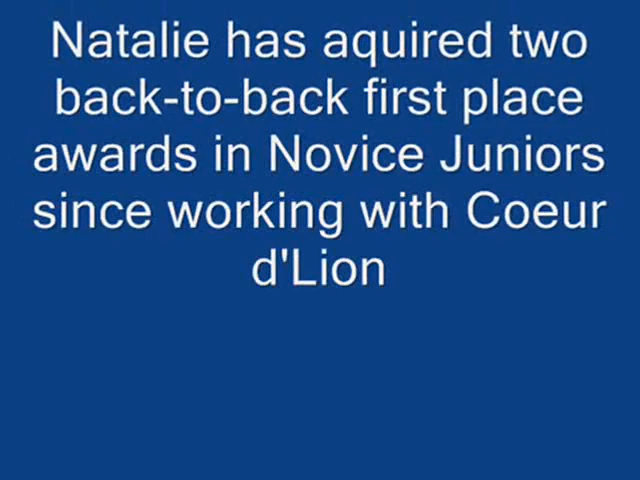 Natalie has aquired two
back-to-back first place
awards in Novice Juniors
since working with Coeur
d'Lion